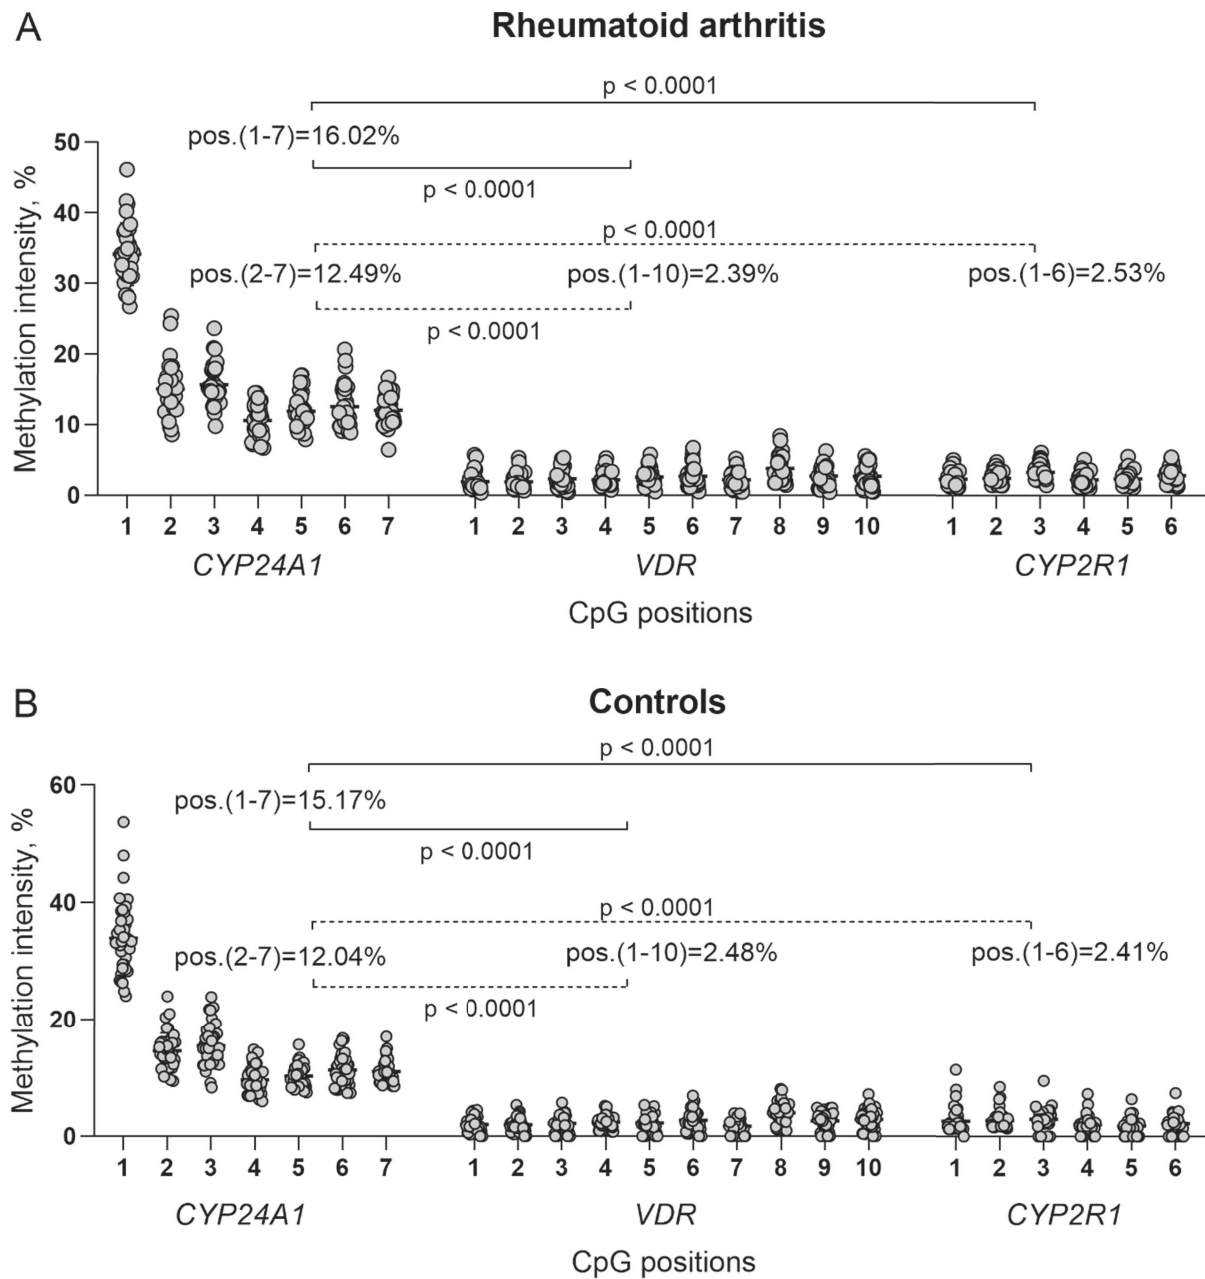 A
Rheumatoid arthritis
p < 0.0001
pos.(1-7)=16.02%
p < 0.0001
p < 0.0001
pos.(2-7)=12.49%
pos.(1-10)=2.39%
pos.(1-6)=2.53%
p < 0.0001
Methylation intensity, %
50
40
30
20
10
0
1 2 3 4 5 6 7 1 2 3 4 5 6 7 8 9 10 1 2 3 4 5 6
CYP24A1 VDR CYP2R1
CpG positions
B
Controls
p < 0.0001
pos.(1-7)=15.17%
p < 0.0001
p < 0.0001
pos.(2-7)=12.04%
pos.(1-10)=2.48%
pos.(1-6)=2.41%
p < 0.0001
Methylation intensity, %
60
40
20
0
1 2 3 4 5 6 7 1 2 3 4 5 6 7 8 9 10 1 2 3 4 5 6
CYP24A1 VDR CYP2R1
CpG positions